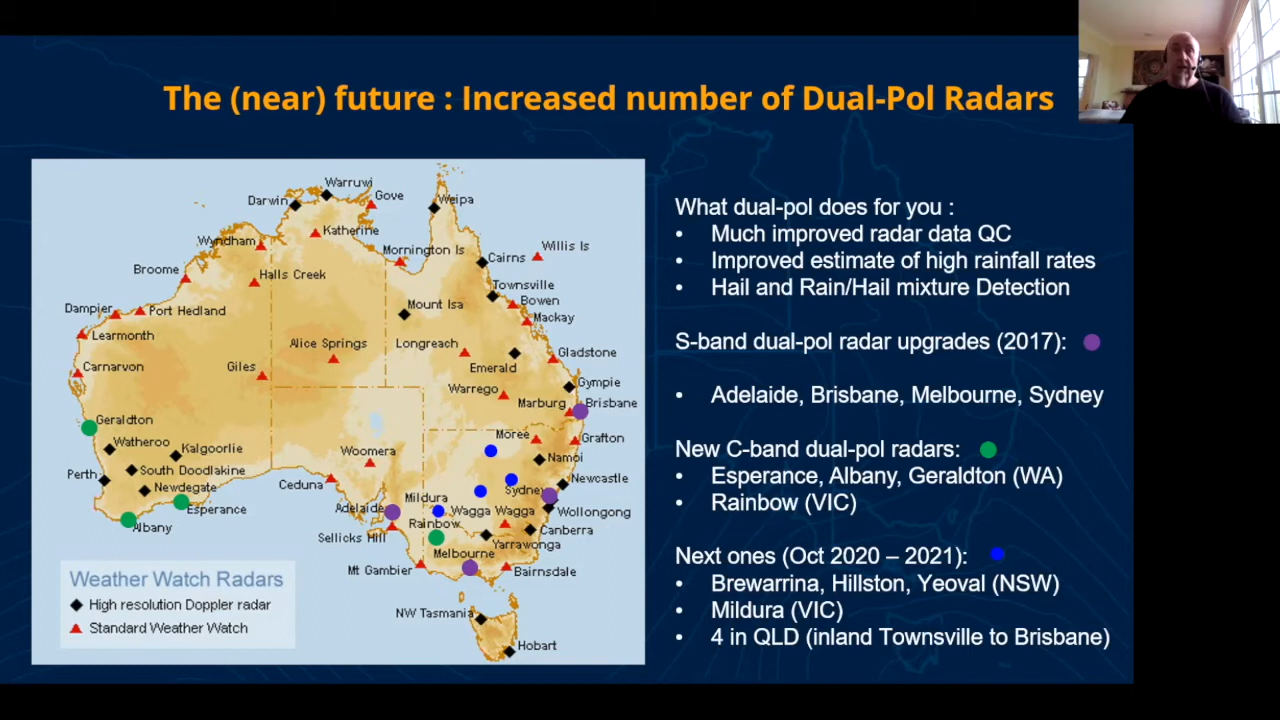 The (near) future : Increased number of Dual-Pol Radars
Warruwi
Darwin
Gove
Weipa
Katherine
Wyndham
Mornington Is
Willis Is
Cairns
Broome
Halls Creek
Townsville
Dampier
Port Hedland
Mount Isa
Bowen
Mackay
Learmonth
Alice Springs
Longreach
Gladstone
Carnarvon
Giles
Emerald
Gympie
Warrego
Marburg
Brisbane
Geraldton
Moree
Grafton
Watheroo
Kalgoorlie
Woomera
Namoi
Perth
South Doodlakine
Newcastle
Newdegate
Ceduna
Mildura
Sydney
Esperance
Adelaide
Wagga Wagga
Wollongong
Albany
Rainbow
Canberra
Sellicks Hill
Yarrawonga
Melbourne
Mt Gambier
Bairnsdale
NW Tasmania
Hobart
Weather Watch Radars
High resolution Doppler radar
Standard Weather Watch
What dual-pol does for you :
• Much improved radar data QC
• Improved estimate of high rainfall rates
• Hail and Rain/Hail mixture Detection
S-band dual-pol radar upgrades (2017):
• Adelaide, Brisbane, Melbourne, Sydney
New C-band dual-pol radars:
• Esperance, Albany, Geraldton (WA)
• Rainbow (VIC)
Next ones (Oct 2020 – 2021):
• Brewarrina, Hillston, Yeoval (NSW)
• Mildura (VIC)
• 4 in QLD (inland Townsville to Brisbane)